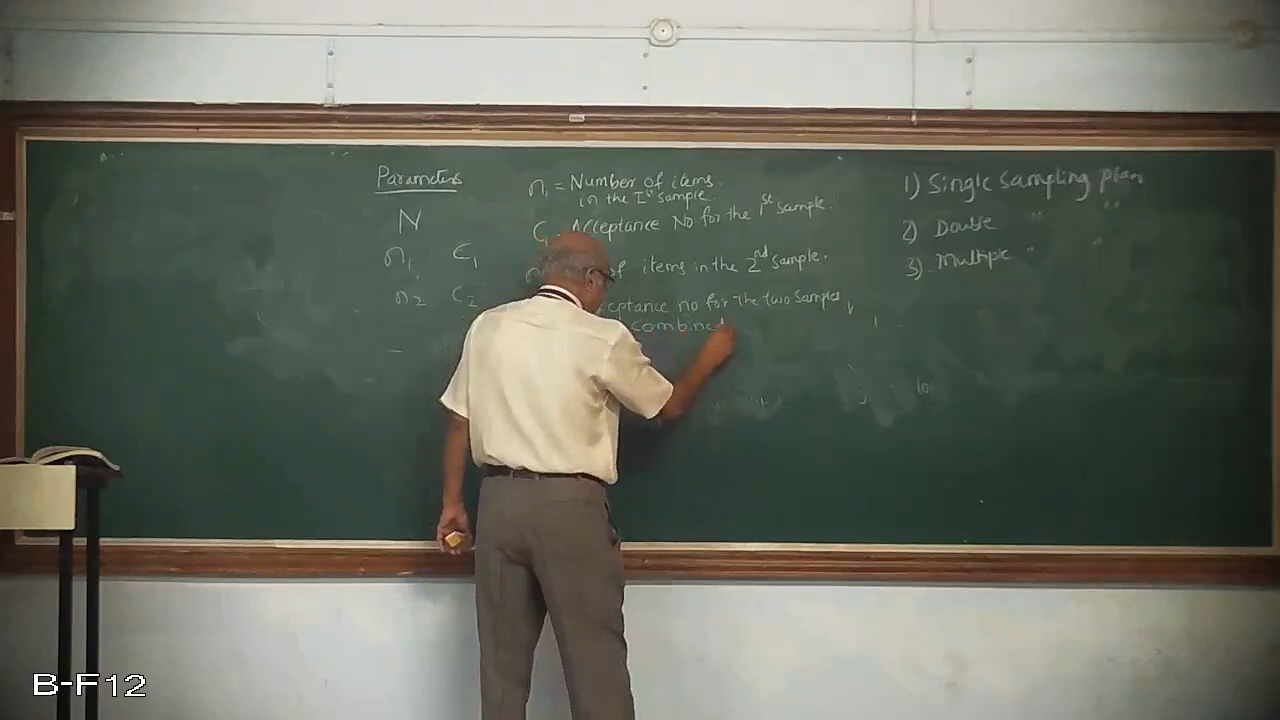 Parameters
N
n1 C1
n2 C2
n1 = Number of items
in the Ist sample.
C1 = Acceptance No for the 1st sample.
of items in the 2nd sample.
ceptance no for the two samples
combined
1) Single sampling plan
2) Double " "
3) Multiple " "
B-F12